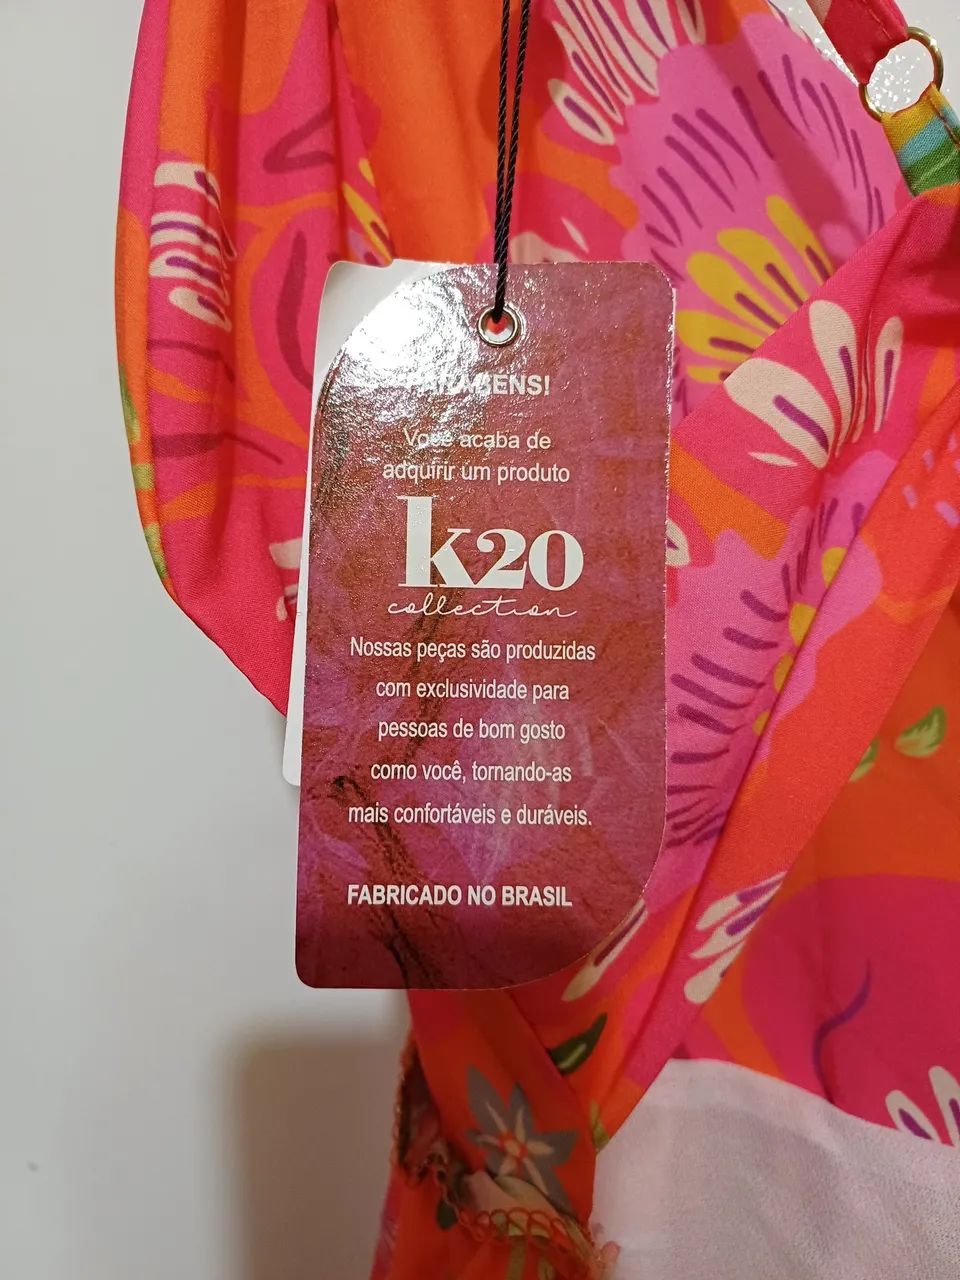 PARABENS!
Você acaba de
adquirir um produto
k20
collection
Nossas peças são produzidas
com exclusividade para
pessoas de bom gosto
como você, tornando-as
mais confortáveis e duráveis.
FABRICADO NO BRASIL